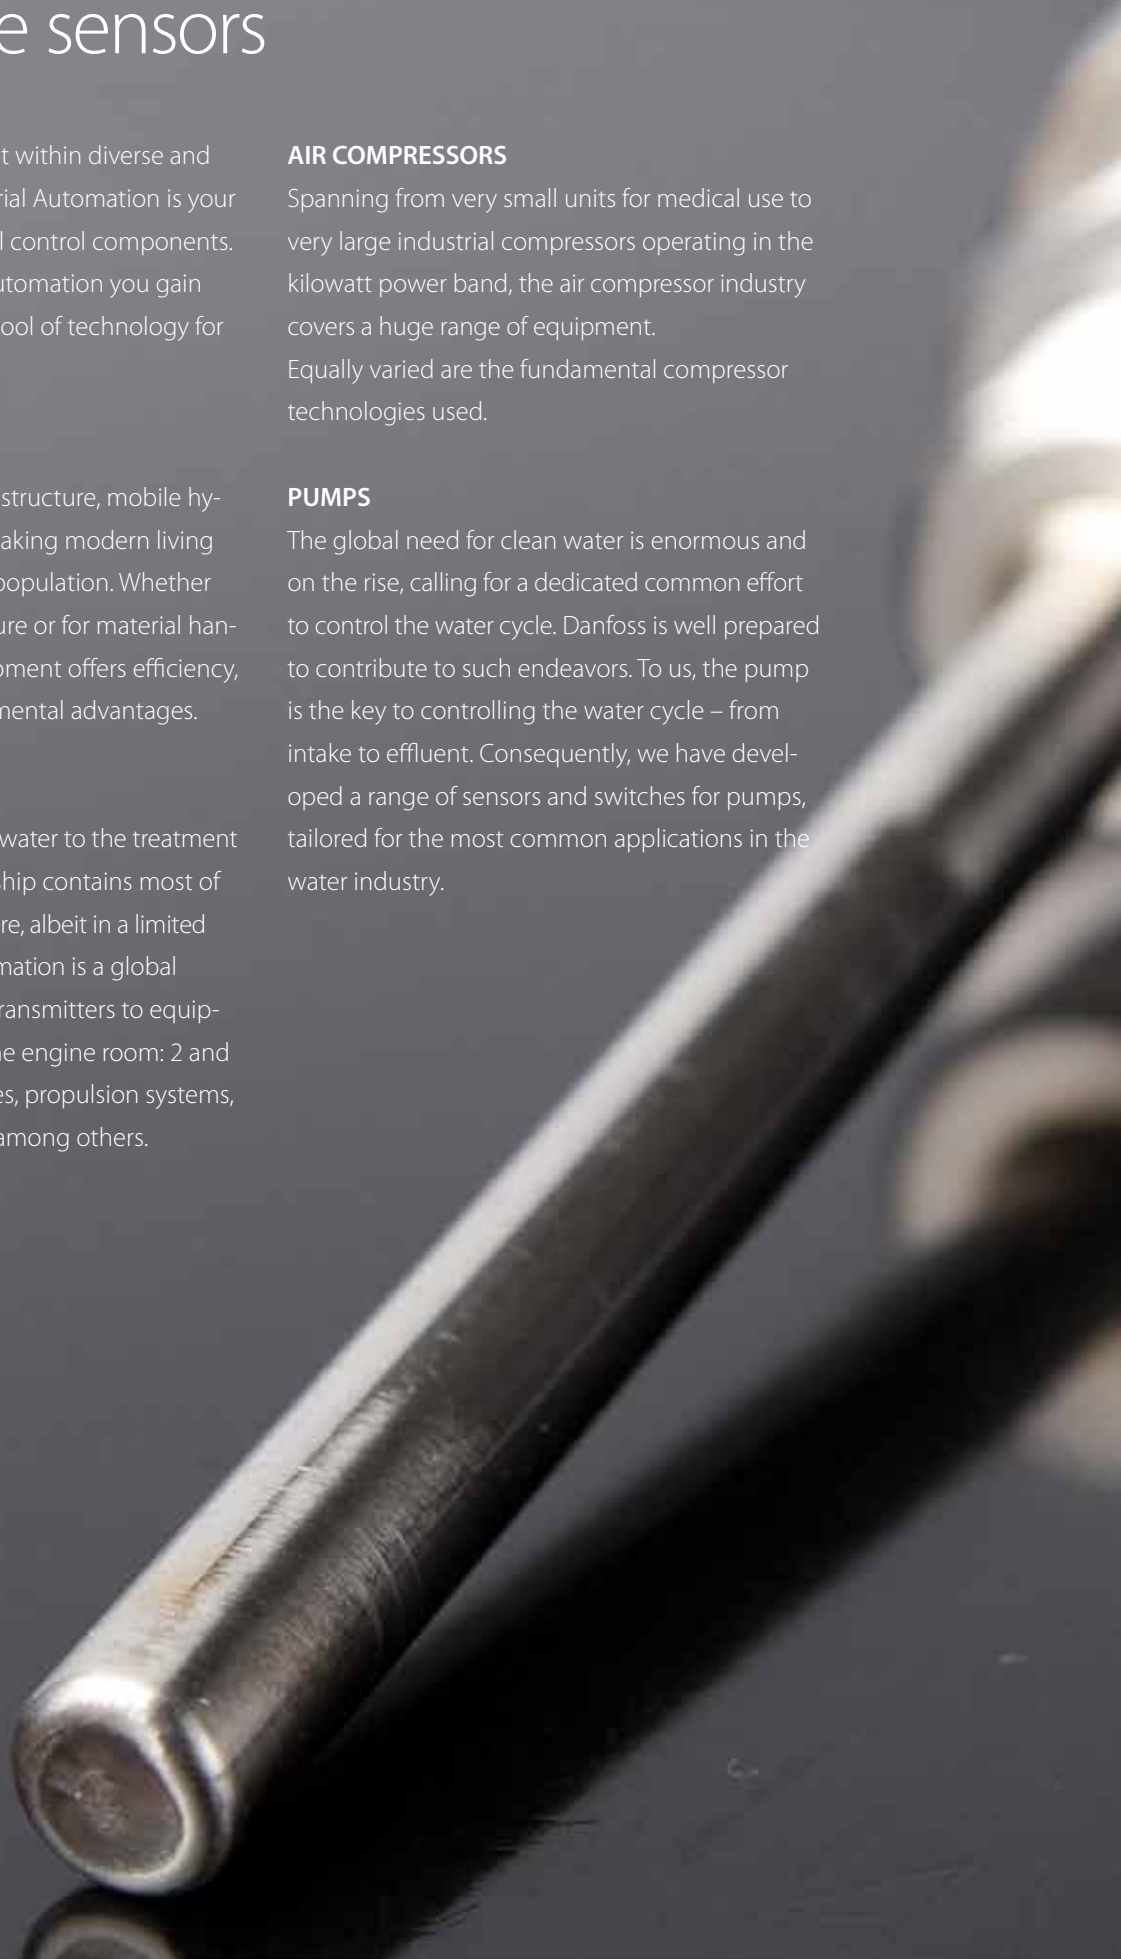 e sensors
t within diverse and
rial Automation is your
l control components.
utomation you gain
ool of technology for
structure, mobile hy-
aking modern living
population. Whether
ure or for material han-
pment offers efficiency,
mental advantages.
water to the treatment
hip contains most of
re, albeit in a limited
mation is a global
ransmitters to equip-
e engine room: 2 and
es, propulsion systems,
among others.
AIR COMPRESSORS
Spanning from very small units for medical use to
very large industrial compressors operating in the
kilowatt power band, the air compressor industry
covers a huge range of equipment.
Equally varied are the fundamental compressor
technologies used.
PUMPS
The global need for clean water is enormous and
on the rise, calling for a dedicated common effort
to control the water cycle. Danfoss is well prepared
to contribute to such endeavors. To us, the pump
is the key to controlling the water cycle – from
intake to effluent. Consequently, we have devel-
oped a range of sensors and switches for pumps,
tailored for the most common applications in the
water industry.